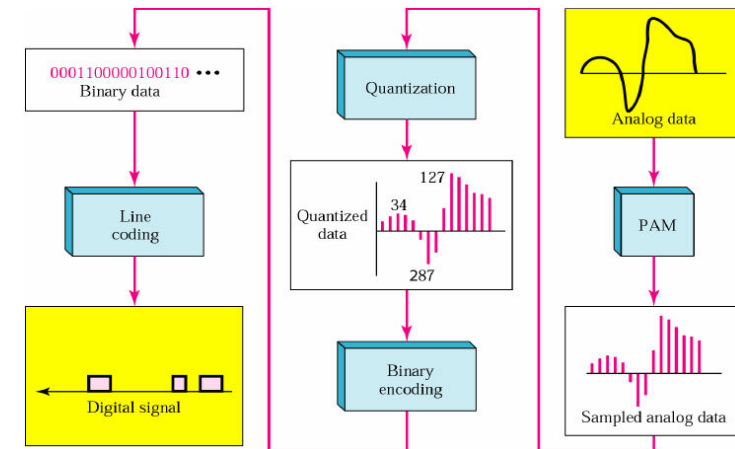 0001100000100110 •••
Binary data
Line
coding
Digital signal
Quantization
127
34
Quantized
data
287
Binary
encoding
Analog data
PAM
Sampled analog data